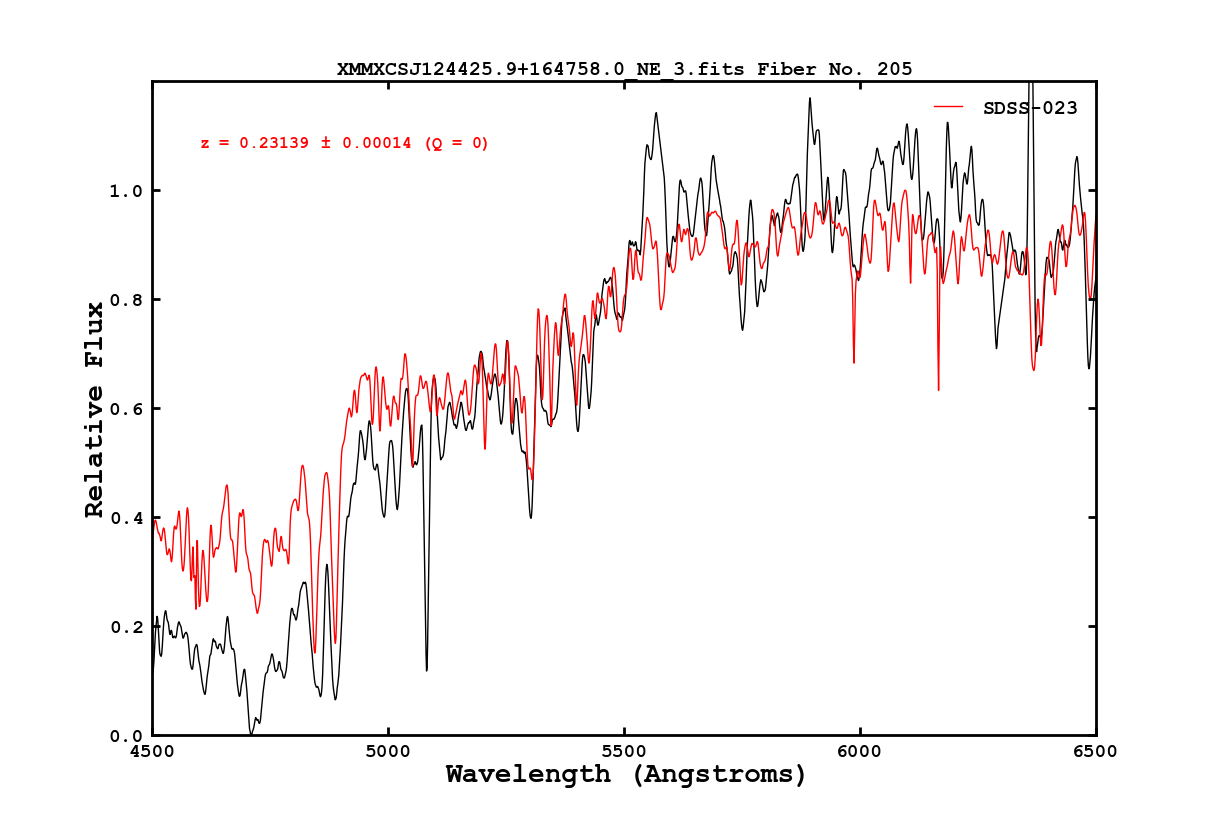 XMMXCSJ124425.9+164758.0_NE_3.fits Fiber No. 205
SDSS-023
z = 0.23139 ± 0.00014 (Q = 0)
Relative Flux
1.0
0.8
0.6
0.4
0.2
0.0
4500 5000 5500 6000 6500
Wavelength (Angstroms)